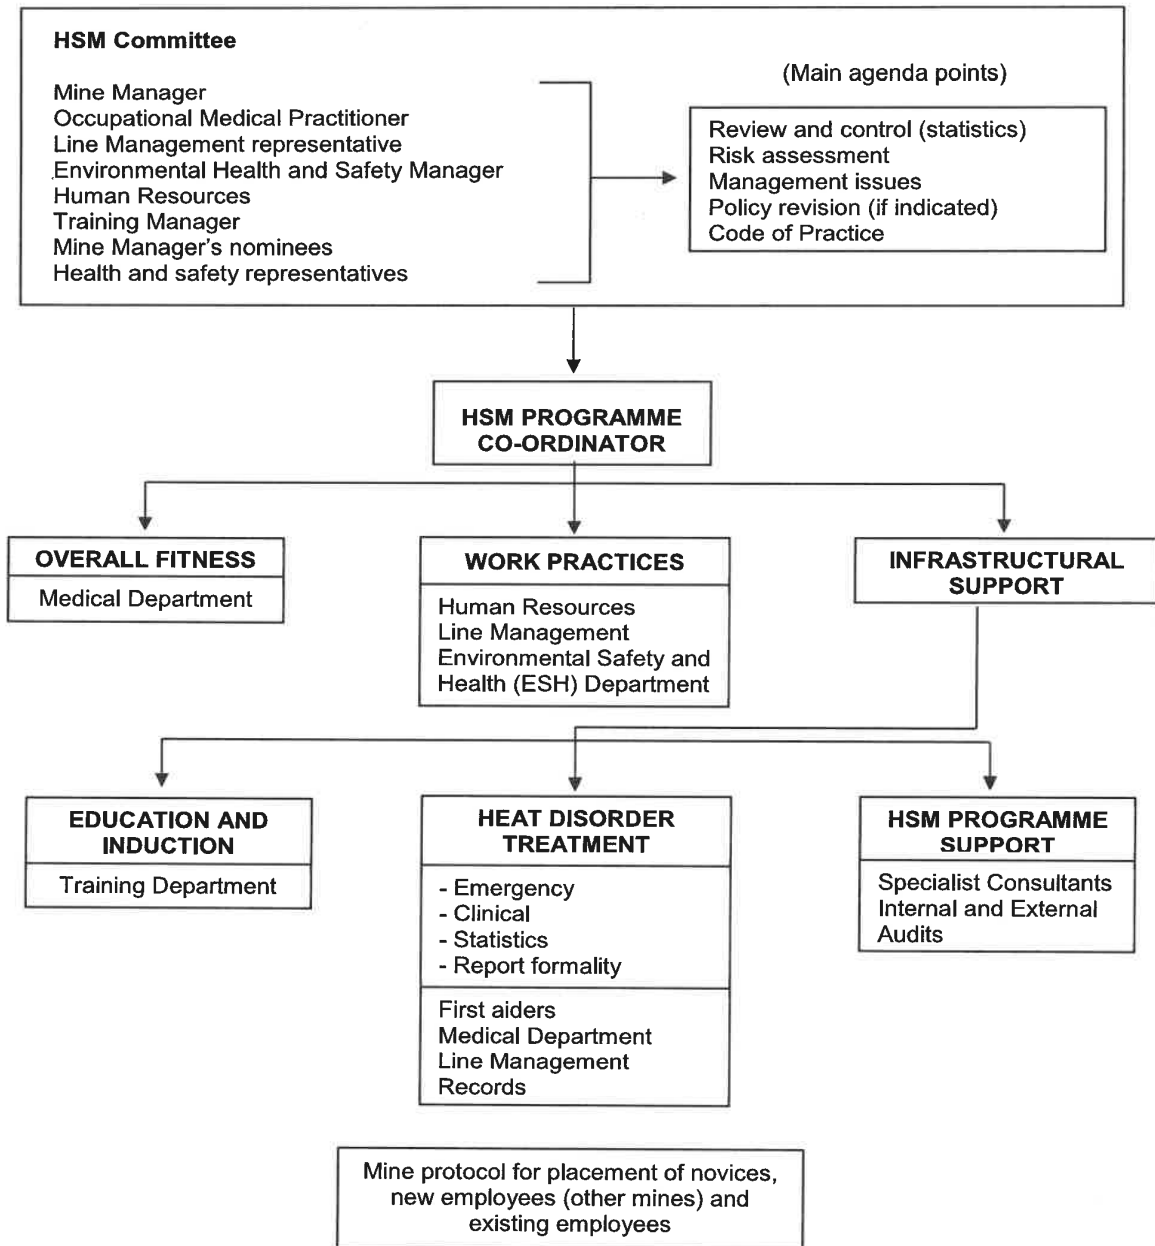 HSM Committee
Mine Manager
Occupational Medical Practitioner
Line Management representative
Environmental Health and Safety Manager
Human Resources
Training Manager
Mine Manager's nominees
Health and safety representatives
(Main agenda points)
Review and control (statistics)
Risk assessment
Management issues
Policy revision (if indicated)
Code of Practice
HSM PROGRAMME
CO-ORDINATOR
OVERALL FITNESS
Medical Department
WORK PRACTICES
Human Resources
Line Management
Environmental Safety and
Health (ESH) Department
INFRASTRUCTURAL
SUPPORT
EDUCATION AND
INDUCTION
Training Department
HEAT DISORDER
TREATMENT
- Emergency
- Clinical
- Statistics
- Report formality
First aiders
Medical Department
Line Management
Records
HSM PROGRAMME
SUPPORT
Specialist Consultants
Internal and External
Audits
Mine protocol for placement of novices,
new employees (other mines) and
existing employees